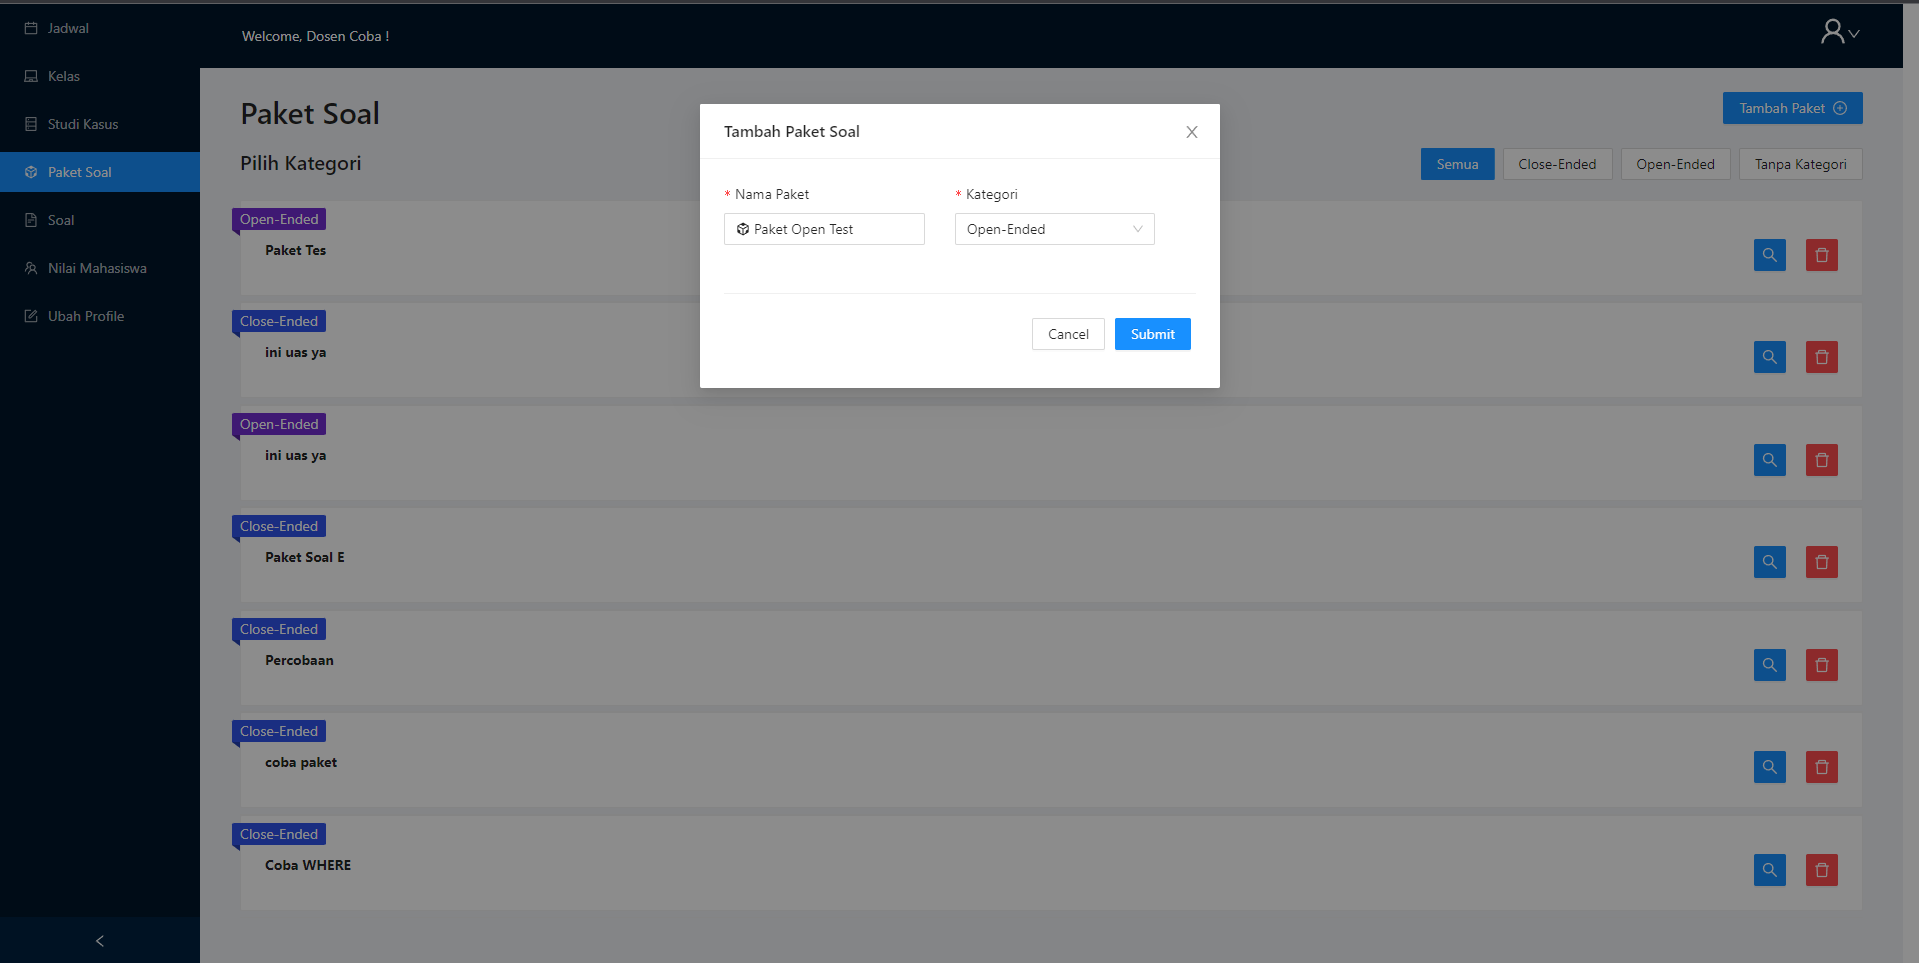 Jadwal
Kelas
Studi Kasus
Paket Soal
Soal
Nilai Mahasiswa
Ubah Profile
Welcome, Dosen Coba !
Paket Soal
Tambah Paket
Pilih Kategori
Semua
Close-Ended
Open-Ended
Tanpa Kategori
Open-Ended
Paket Tes
Close-Ended
ini uas ya
Open-Ended
ini uas ya
Close-Ended
Paket Soal E
Close-Ended
Percobaan
Close-Ended
coba paket
Close-Ended
Coba WHERE
Tambah Paket Soal
* Nama Paket
* Kategori
Paket Open Test
Open-Ended
Cancel
Submit